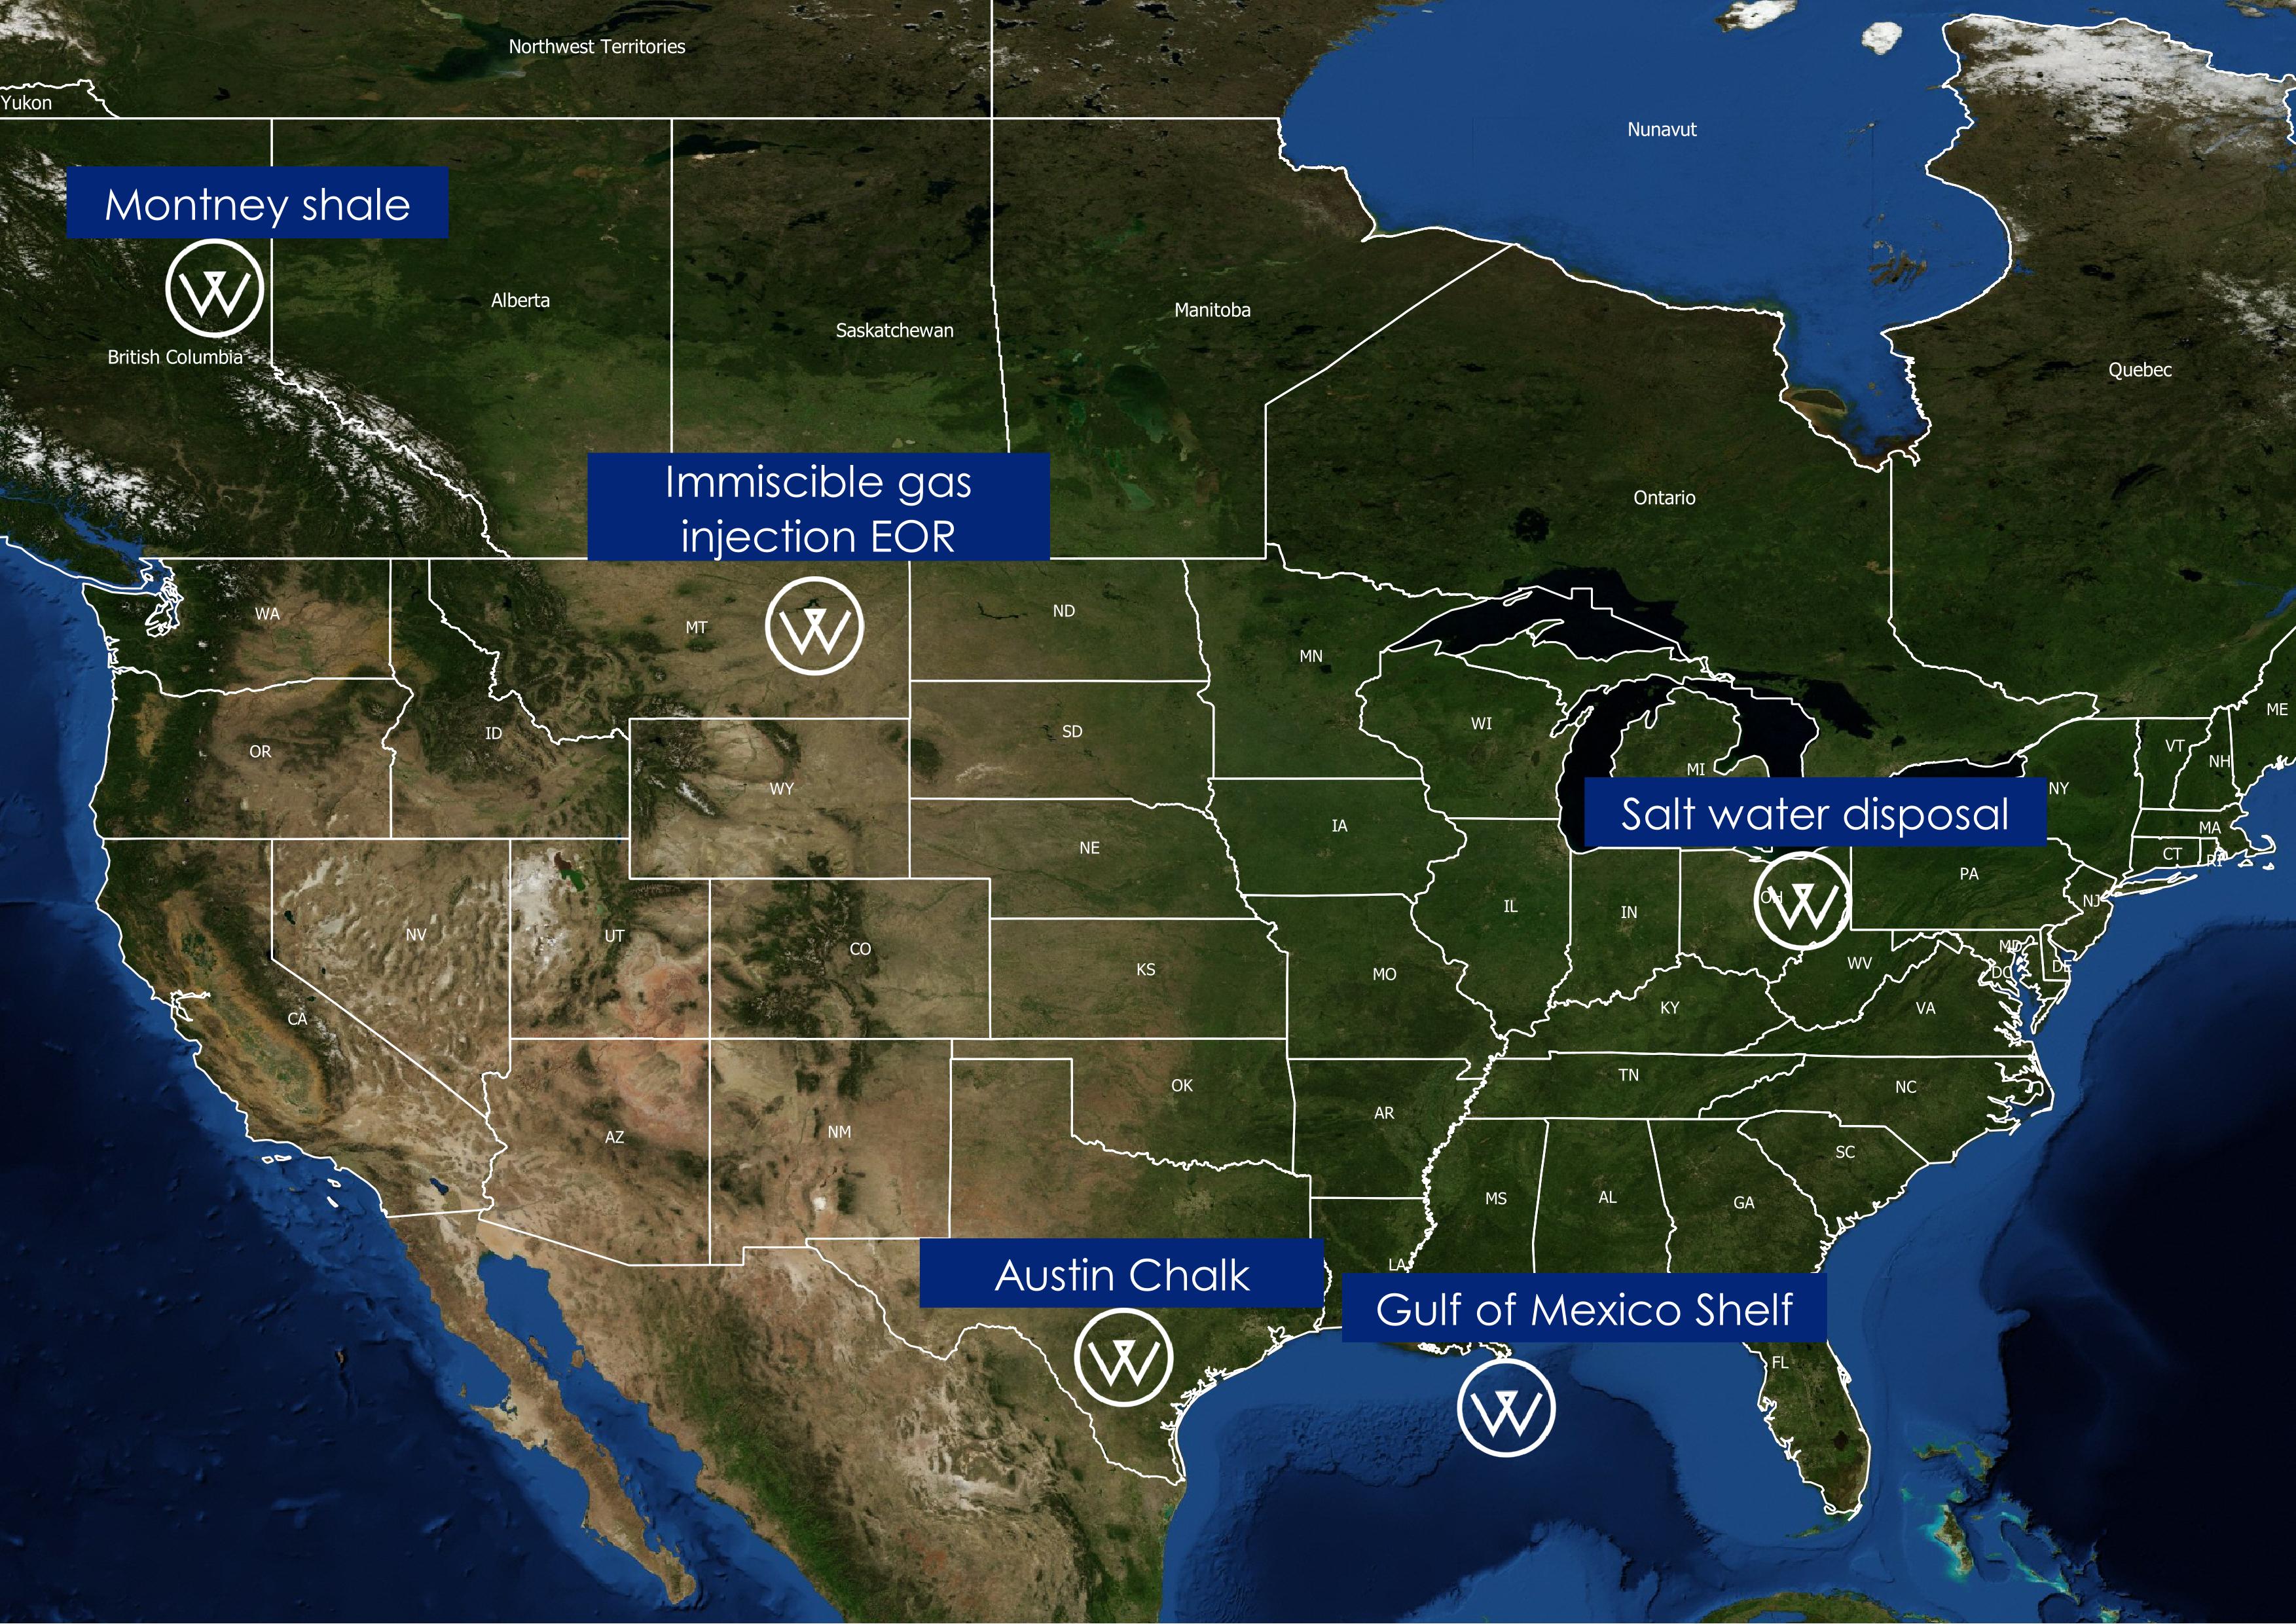 Northwest Territories
Yukon
Nunavut
Montney shale
Alberta
Manitoba
Saskatchewan
British Columbia
Quebec
Immiscible gas
injection EOR
Ontario
WA
MT
ND
MN
ID
OR
SD
WI
ME
VT
NH
MI
WY
NY
Salt water disposal
IA
MA
NE
CT
RI
PA
OH
NJ
IL
IN
NV
UT
CO
MD
KS
MO
WV
DC
DE
CA
KY
VA
TN
OK
NC
AR
AZ
NM
SC
MS
AL
GA
LA
Austin Chalk
Gulf of Mexico Shelf
FL